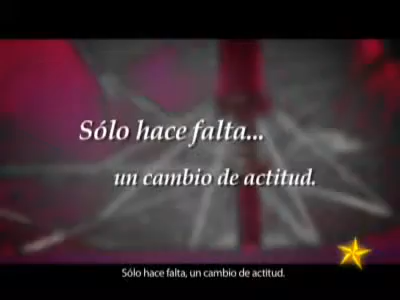 Sólo hace falta...
un cambio de actitud.
Sólo hace falta, un cambio de actitud.